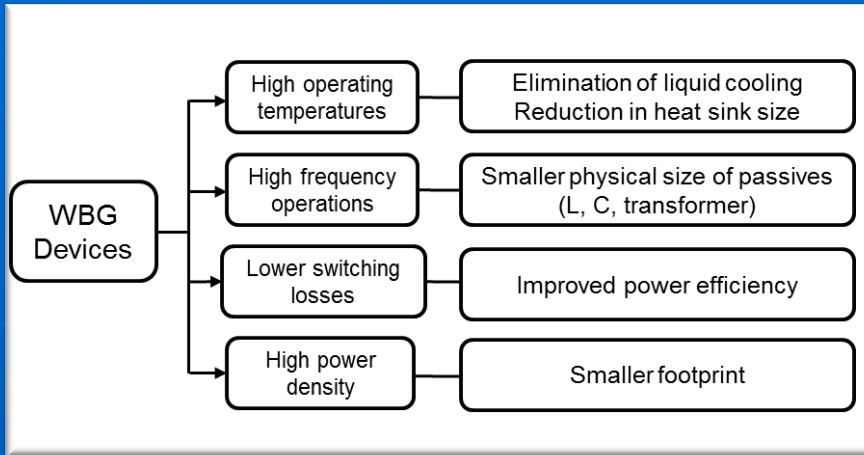 WBG
Devices
High operating
temperatures
Elimination of liquid cooling
Reduction in heat sink size
High frequency
operations
Smaller physical size of passives
(L, C, transformer)
Lower switching
losses
Improved power efficiency
High power
density
Smaller footprint